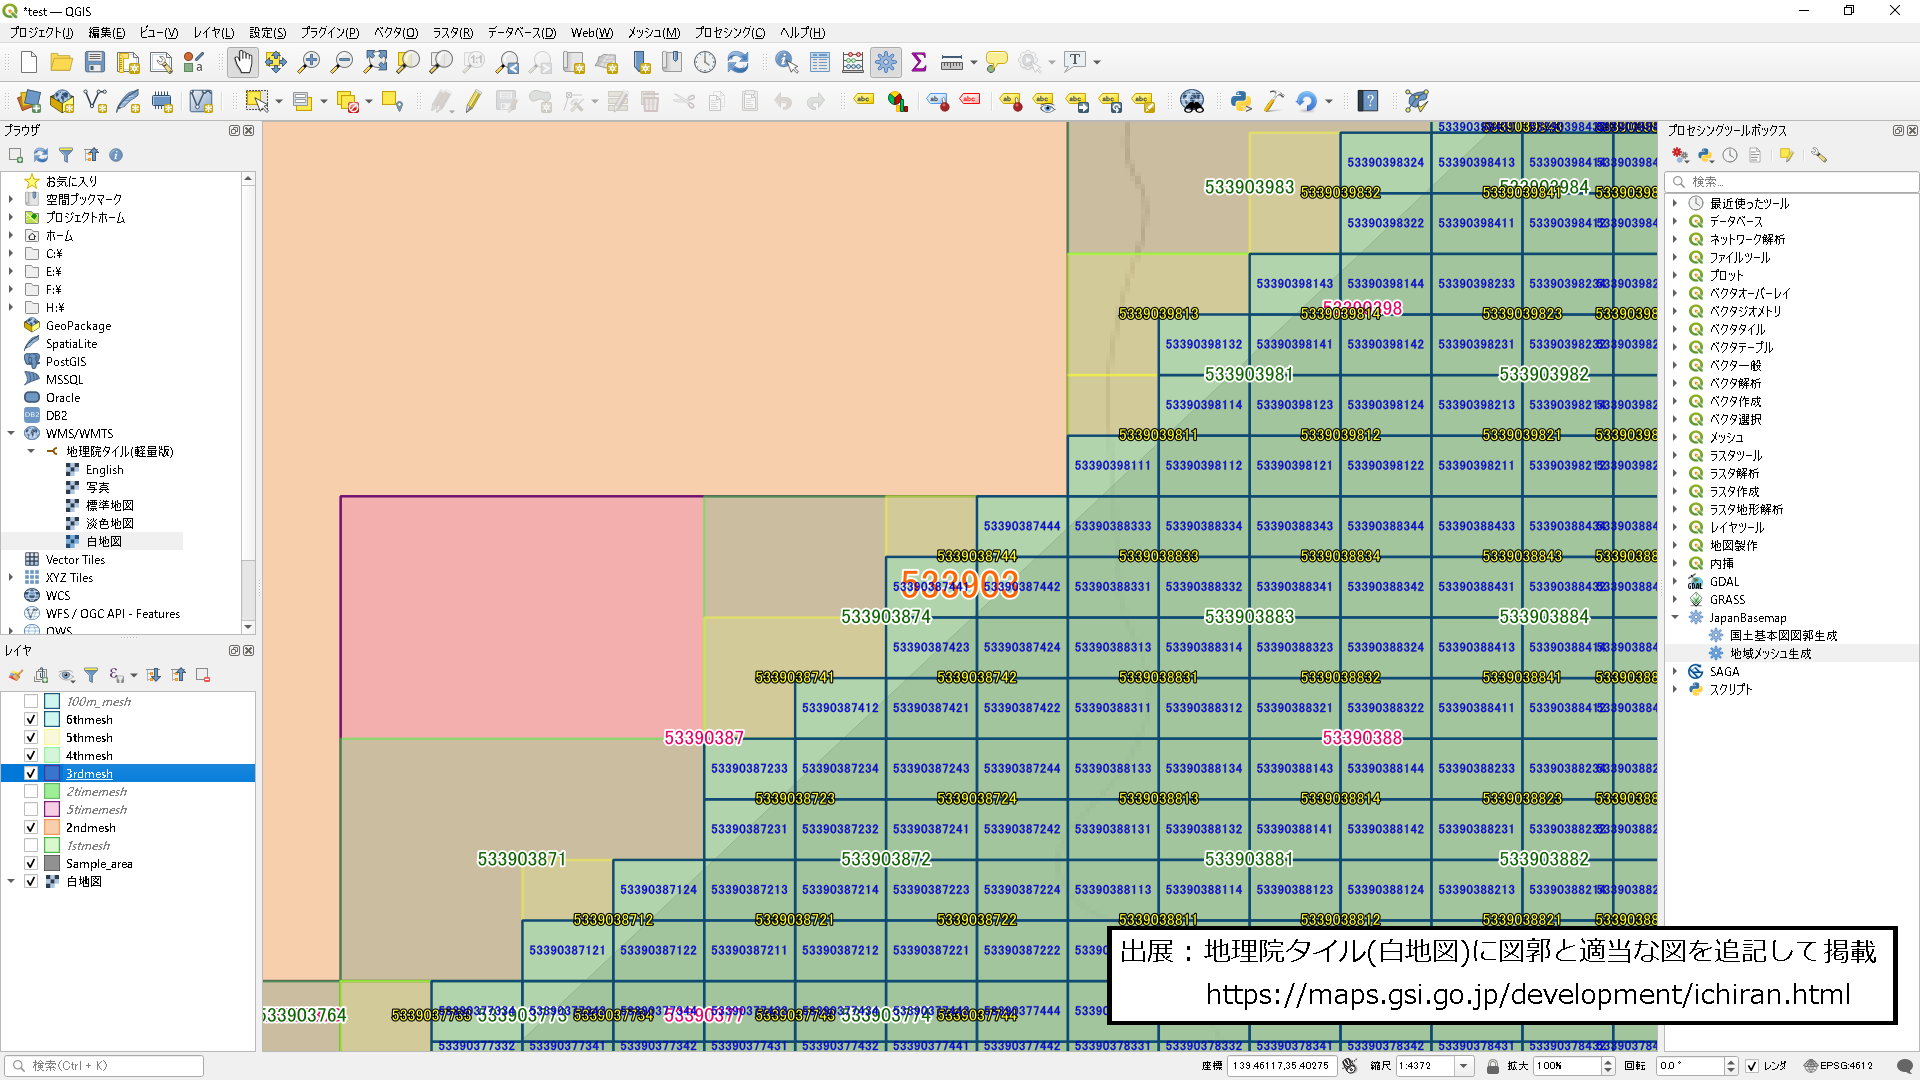 *test — QGIS
プロジェクト(J) 編集(E) ビュー(V) レイヤ(L) 設定(S) プラグイン(P) ベクタ(O) ラスタ(R) データベース(D) Web(W) メッシュ(M) プロセシング(C) ヘルプ(H)
ブラウザ
お気に入り
空間ブックマーク
プロジェクトホーム
ホーム
C:¥
E:¥
F:¥
H:¥
GeoPackage
SpatiaLite
PostGIS
MSSQL
Oracle
DB2
WMS/WMTS
地理院タイル(軽量版)
English
写真
標準地図
淡色地図
白地図
Vector Tiles
XYZ Tiles
WCS
WFS / OGC API - Features
OWS
レイヤ
100m_mesh
6thmesh
5thmesh
4thmesh
3rdmesh
2timemesh
5timemesh
2ndmesh
1stmesh
Sample_area
白地図
53390398324 53390398413
533903983 5339039832 5339039841 533903984
53390398322 53390398411
53390398143 53390398144 53390398233
53390398
5339039813 5339039814 5339039823
53390398132 53390398141 53390398142 53390398231
533903981 533903982
53390398114 53390398123 53390398124 53390398213
5339039811 5339039812 5339039821
53390398111 53390398112 53390398121 53390398122 53390398211
53390387444 53390388333 53390388334 53390388343 53390388344 53390388433
5339038744 5339038833 5339038834 5339038843
533903
53390387441 53390387442 53390388331 53390388332 53390388341 53390388342 53390388431
533903874 533903883 533903884
53390387423 53390387424 53390388313 53390388314 53390388323 53390388324 53390388413
5339038741 5339038742 5339038831 5339038832 5339038841
53390387412 53390387421 53390387422 53390388311 53390388312 53390388321 53390388322 53390388411
53390387 53390388
53390387233 53390387234 53390387243 53390387244 53390388133 53390388134 53390388143 53390388144 53390388233
5339038723 5339038724 5339038813 5339038814 5339038823
53390387231 53390387232 53390387241 53390387242 53390388131 53390388132 53390388141 53390388142 53390388231
533903871 533903872 533903881 533903882
53390387124 53390387213 53390387214 53390387223 53390387224 53390388113 53390388114 53390388123 53390388124 53390388213
5339038712 5339038721 5339038722 5339038811 5339038812 5339038821
53390387121 53390387122 53390387211 53390387212 53390387221 53390387222
533903764
53390377332 53390377341 53390377342 53390377431 53390377432 53390377441 53390377442 53390378331 53390378332 53390378341 53390378342 53390378431
出展：地理院タイル(白地図)に図郭と適当な図を追記して掲載
https://maps.gsi.go.jp/development/ichiran.html
プロセシングツールボックス
検索...
最近使ったツール
データベース
ネットワーク解析
ファイルツール
プロット
ベクタオーバーレイ
ベクタジオメトリ
ベクタタイル
ベクタテーブル
ベクタ一般
ベクタ解析
ベクタ作成
ベクタ選択
メッシュ
ラスタツール
ラスタ解析
ラスタ作成
ラスタ地形解析
レイヤツール
地図製作
内挿
GDAL
GRASS
JapanBasemap
国土基本図図郭生成
地域メッシュ生成
SAGA
スクリプト
検索(Ctrl + K)
座標 139.46117,35.40275 縮尺 1:4372 拡大 100% 回転 0.0 ° レンダ EPSG:4612